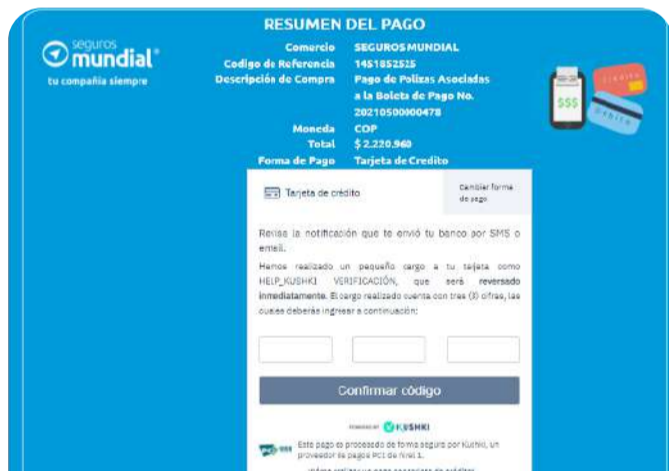 RESUMEN DEL PAGO
seguros
mundial®
tu compañía siempre
Comercio SEGUROS MUNDIAL
Codigo de Referencia 1451852525
Descripción de Compra Pago de Polizas Asociadas
a la Boleta de Pago No.
20210500000478
Moneda COP
Total $ 2.220.960
Forma de Pago Tarjeta de Credito
$$$
credito
Debito
Tarjeta de crédito
Cambiar forma
de pago
Revisa la notificación que te envió tu banco por SMS o
email.
Hemos realizado un pequeño cargo a tu tarjeta como
HELP_KUSHKI VERIFICACIÓN, que será reversado
inmediatamente. El cargo realizado cuenta con tres (3) cifras, las
cuales deberás ingresar a continuación:
Confirmar código
POWERED BY KUSHKI
Este pago es procesado de forma segura por Kushki, un
proveedor de pagos PCI de nivel 1.